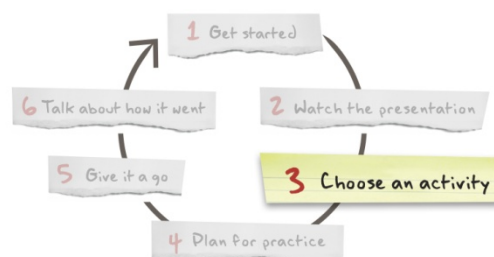 1 Get started
2 Watch the presentation
3 Choose an activity
4 Plan for practice
5 Give it a go
6 Talk about how it went